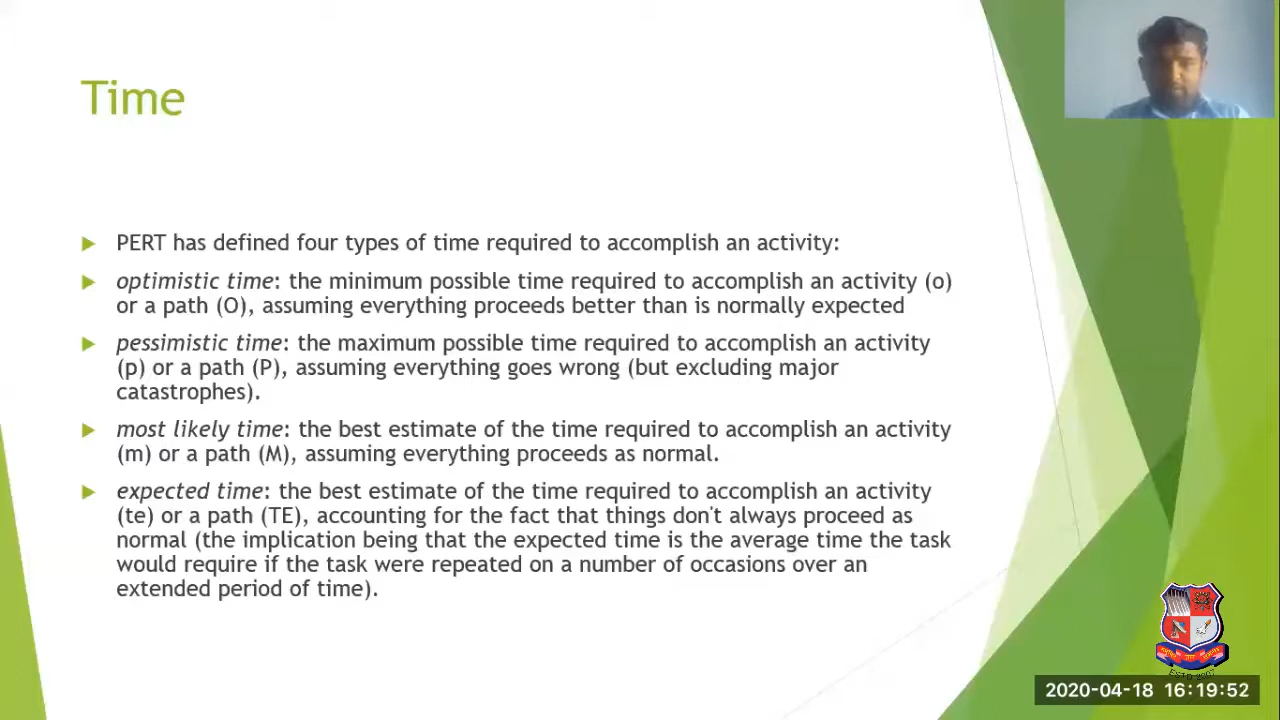 Time
PERT has defined four types of time required to accomplish an activity:
optimistic time: the minimum possible time required to accomplish an activity (o)
or a path (O), assuming everything proceeds better than is normally expected
pessimistic time: the maximum possible time required to accomplish an activity
(p) or a path (P), assuming everything goes wrong (but excluding major
catastrophes).
most likely time: the best estimate of the time required to accomplish an activity
(m) or a path (M), assuming everything proceeds as normal.
expected time: the best estimate of the time required to accomplish an activity
(te) or a path (TE), accounting for the fact that things don't always proceed as
normal (the implication being that the expected time is the average time the task
would require if the task were repeated on a number of occasions over an
extended period of time).
ESTD 2007
2020-04-18 16:19:52